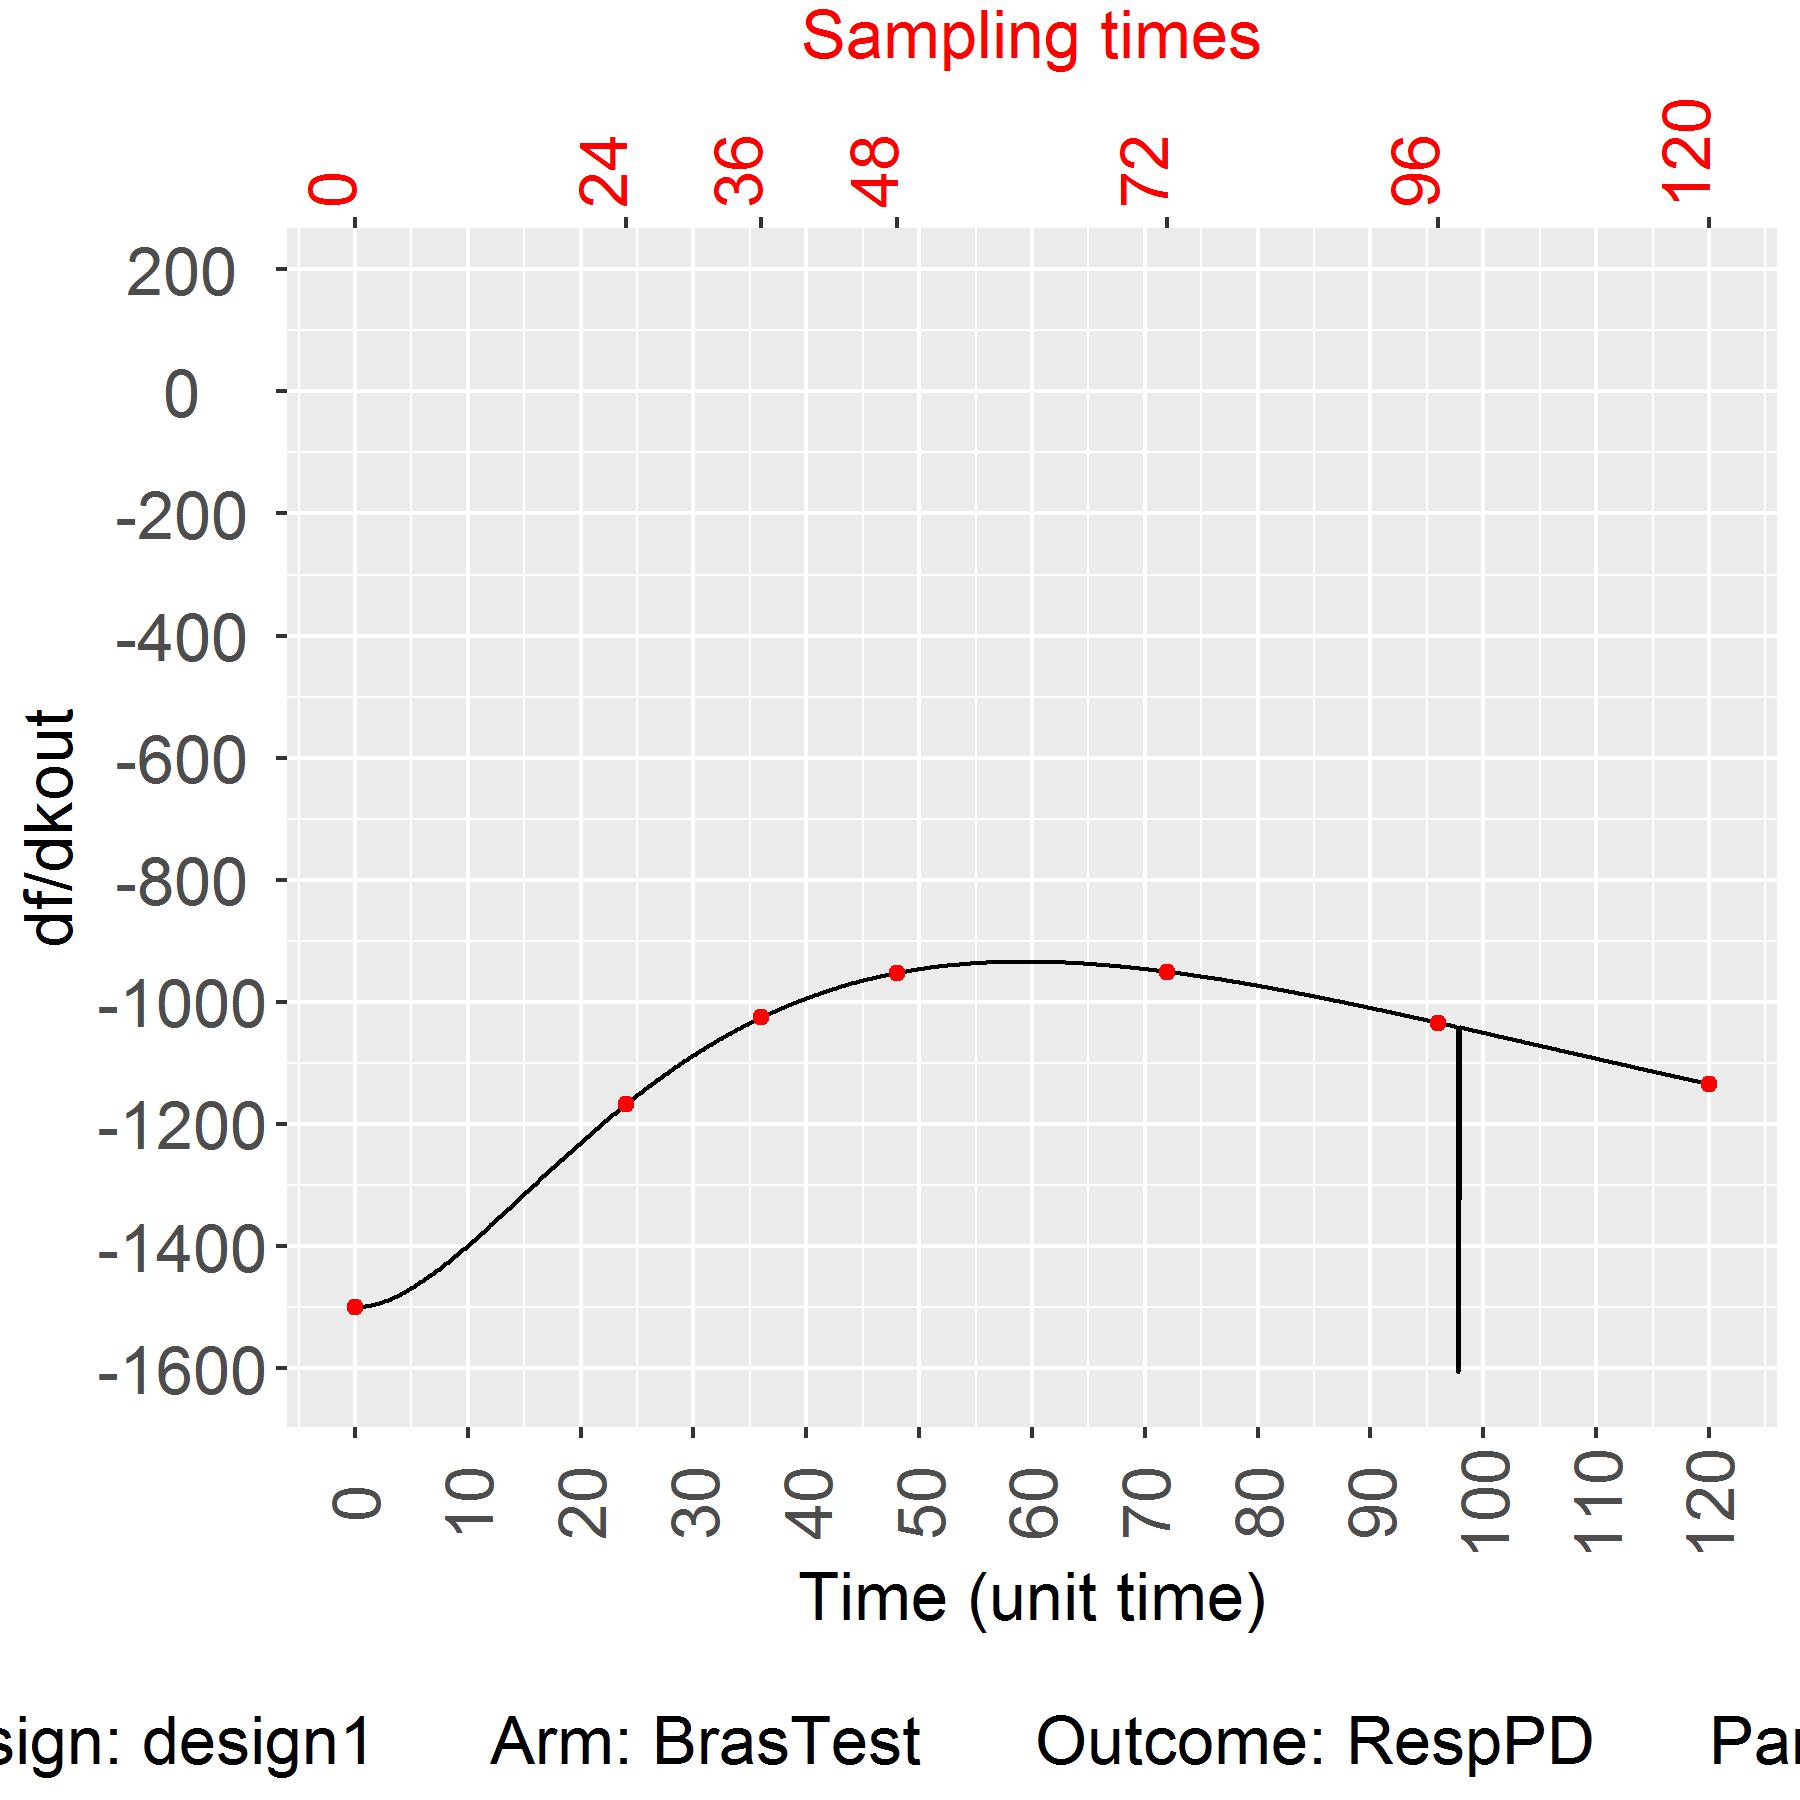 Sampling times
0 24 36 48 72 96 120
200
0
-200
-400
-600
-800
-1000
-1200
-1400
-1600
df/dkout
0 10 20 30 40 50 60 70 80 90 100 110 120
Time (unit time)
sign: design1 Arm: BrasTest Outcome: RespPD